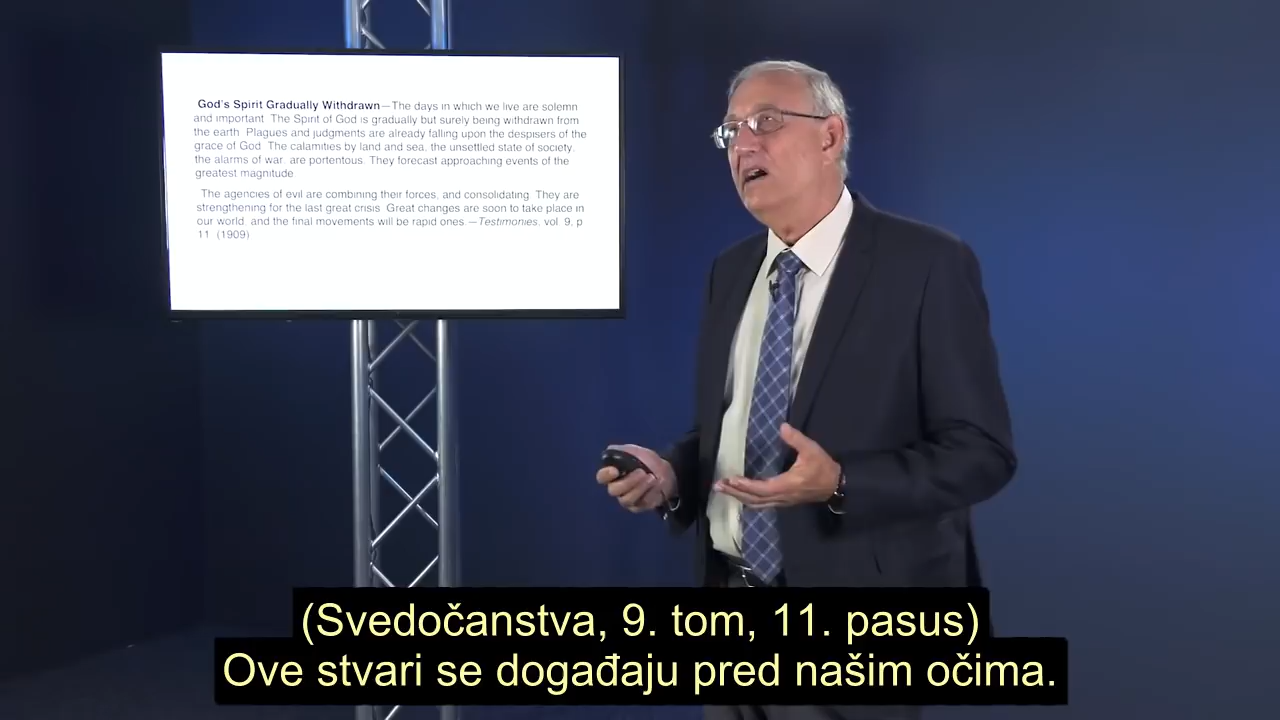 God's Spirit Gradually Withdrawn—The days in which we live are solemn
and important. The Spirit of God is gradually but surely being withdrawn from
the earth. Plagues and judgments are already falling upon the despisers of the
grace of God. The calamities by land and sea, the unsettled state of society,
the alarms of war, are portentous. They forecast approaching events of the
greatest magnitude.
The agencies of evil are combining their forces, and consolidating. They are
strengthening for the last great crisis. Great changes are soon to take place in
our world, and the final movements will be rapid ones.—Testimonies, vol. 9, p.
11. (1909)
(Svedočanstva, 9. tom, 11. pasus)
Ove stvari se događaju pred našim očima.